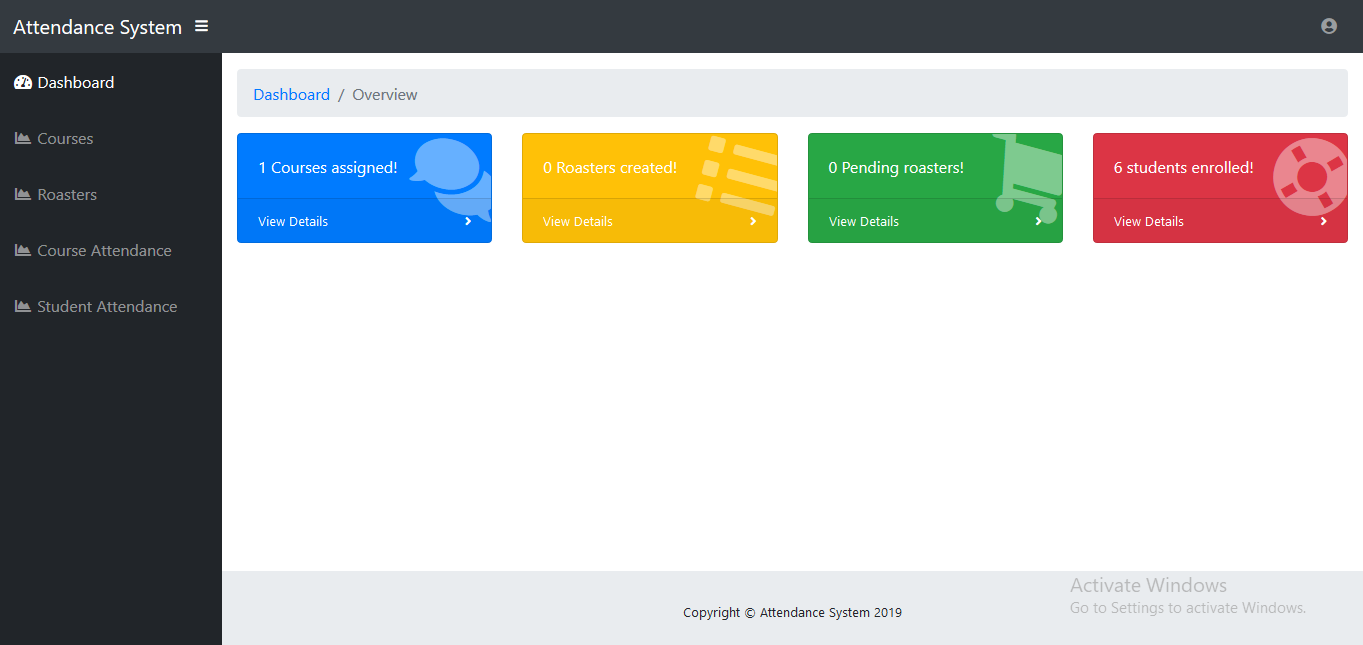 Attendance System
Dashboard
Courses
Roasters
Course Attendance
Student Attendance
Dashboard / Overview
1 Courses assigned!
View Details
0 Roasters created!
View Details
0 Pending roasters!
View Details
6 students enrolled!
View Details
Copyright © Attendance System 2019
Activate Windows
Go to Settings to activate Windows.